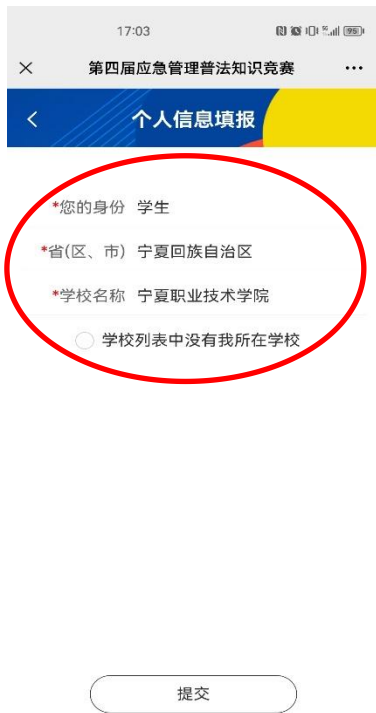 17:03
95
第四届应急管理普法知识竞赛
个人信息填报
*您的身份 学生
*省(区、市) 宁夏回族自治区
*学校名称 宁夏职业技术学院
学校列表中没有我所在学校
提交